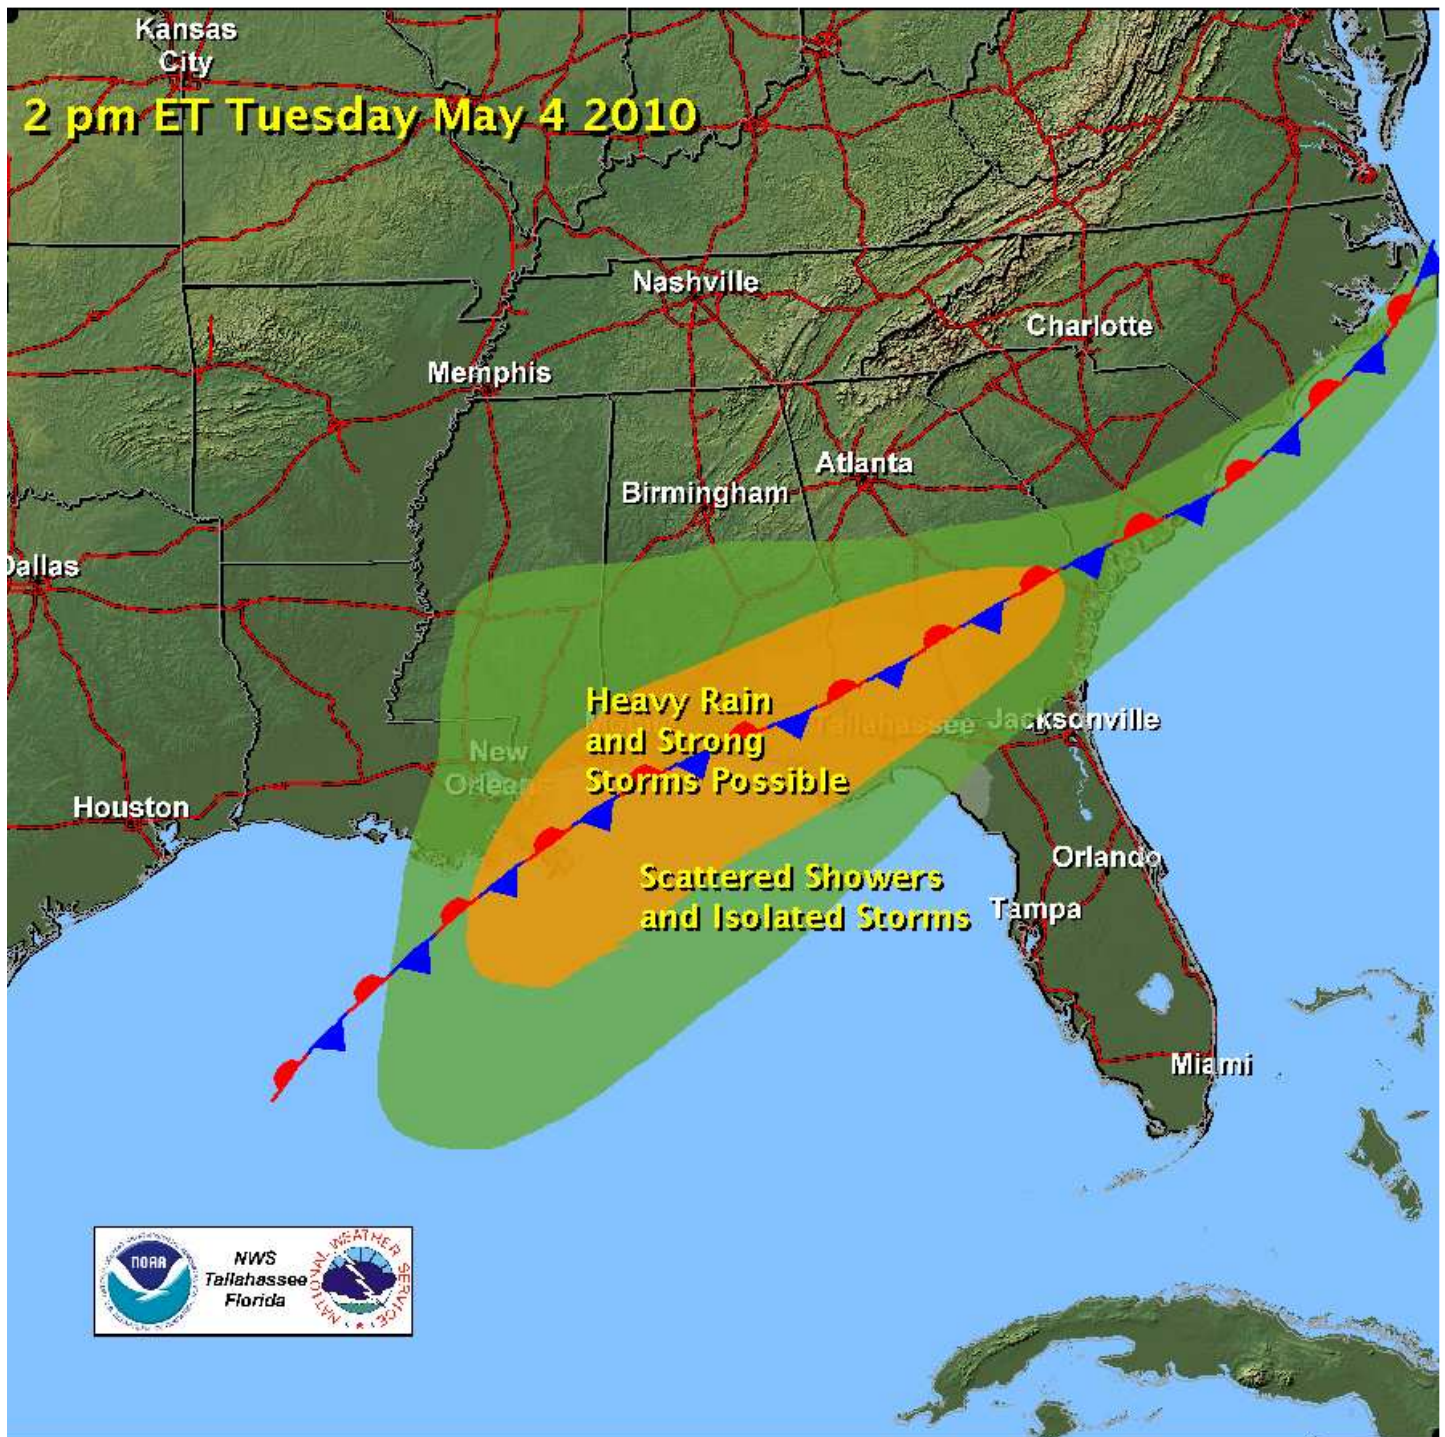 Kansas
City
2 pm ET Tuesday May 4 2010
Nashville
Charlotte
Memphis
Atlanta
Birmingham
Dallas
Heavy Rain
and Strong
Storms Possible
Tallahassee
Jacksonville
New
Orleans
Houston
Orlando
Scattered Showers
and Isolated Storms
Tampa
Miami
NOAA
NWS
Tallahassee
Florida
NATIONAL WEATHER SERVICE